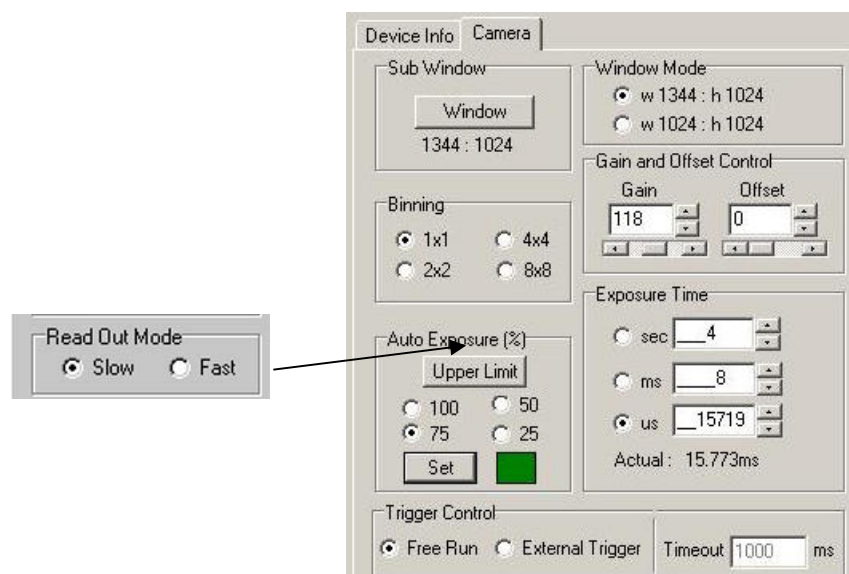 Device Info Camera
Sub Window
Window
1344 : 1024
Window Mode
w 1344 : h 1024
w 1024 : h 1024
Gain and Offset Control
Gain Offset
118 0
Binning
1x1 4x4
2x2 8x8
Read Out Mode
Slow Fast
Auto Exposure (%)
Upper Limit
100 50
75 25
Set
Exposure Time
sec ___4
ms ____8
us __15719
Actual : 15.773ms
Trigger Control
Free Run External Trigger Timeout 1000 ms